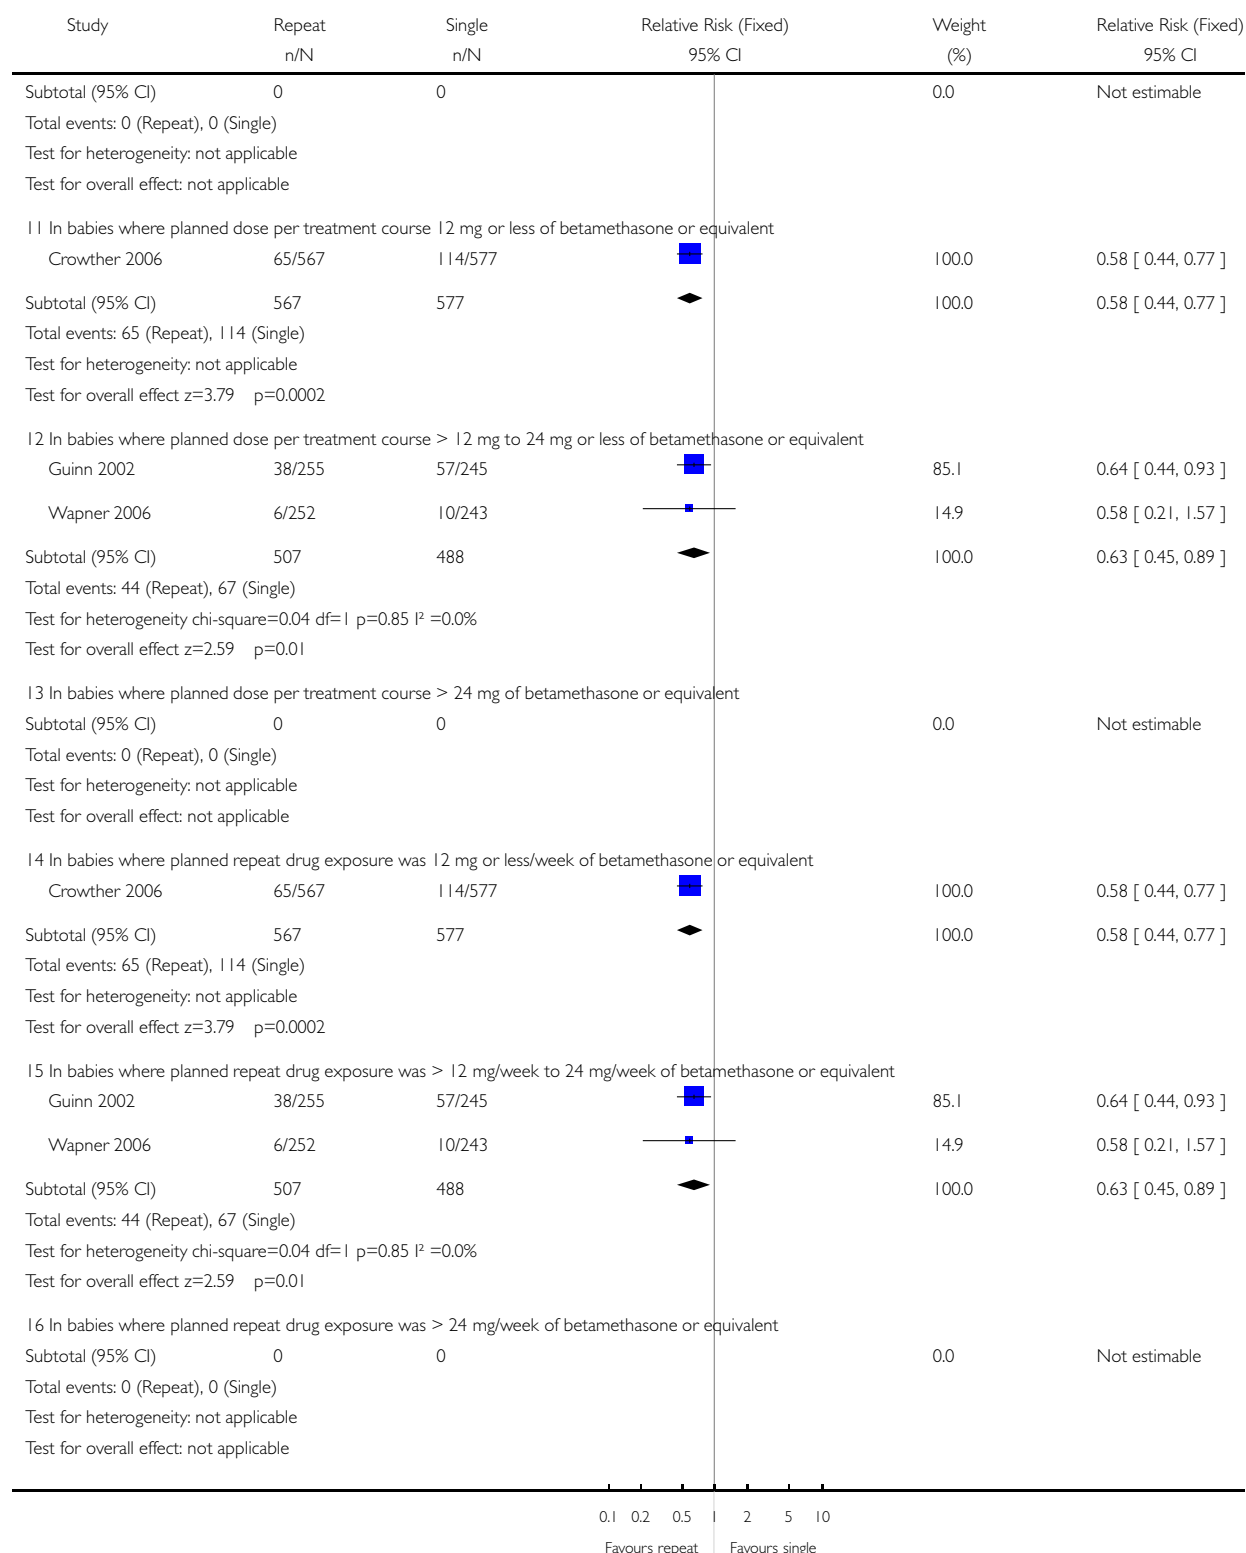 Study Repeat Single Relative Risk (Fixed) Weight Relative Risk (Fixed)
n/N n/N 95% CI (%) 95% CI
Subtotal (95% CI) 0 0 0.0 Not estimable
Total events: 0 (Repeat), 0 (Single)
Test for heterogeneity: not applicable
Test for overall effect: not applicable
11 In babies where planned dose per treatment course 12 mg or less of betamethasone or equivalent
Crowther 2006 65/567 114/577 100.0 0.58 [ 0.44, 0.77 ]
Subtotal (95% CI) 567 577 100.0 0.58 [ 0.44, 0.77 ]
Total events: 65 (Repeat), 114 (Single)
Test for heterogeneity: not applicable
Test for overall effect z=3.79 p=0.0002
12 In babies where planned dose per treatment course > 12 mg to 24 mg or less of betamethasone or equivalent
Guinn 2002 38/255 57/245 85.1 0.64 [ 0.44, 0.93 ]
Wapner 2006 6/252 10/243 14.9 0.58 [ 0.21, 1.57 ]
Subtotal (95% CI) 507 488 100.0 0.63 [ 0.45, 0.89 ]
Total events: 44 (Repeat), 67 (Single)
Test for heterogeneity chi-square=0.04 df=1 p=0.85 I² =0.0%
Test for overall effect z=2.59 p=0.01
13 In babies where planned dose per treatment course > 24 mg of betamethasone or equivalent
Subtotal (95% CI) 0 0 0.0 Not estimable
Total events: 0 (Repeat), 0 (Single)
Test for heterogeneity: not applicable
Test for overall effect: not applicable
14 In babies where planned repeat drug exposure was 12 mg or less/week of betamethasone or equivalent
Crowther 2006 65/567 114/577 100.0 0.58 [ 0.44, 0.77 ]
Subtotal (95% CI) 567 577 100.0 0.58 [ 0.44, 0.77 ]
Total events: 65 (Repeat), 114 (Single)
Test for heterogeneity: not applicable
Test for overall effect z=3.79 p=0.0002
15 In babies where planned repeat drug exposure was > 12 mg/week to 24 mg/week of betamethasone or equivalent
Guinn 2002 38/255 57/245 85.1 0.64 [ 0.44, 0.93 ]
Wapner 2006 6/252 10/243 14.9 0.58 [ 0.21, 1.57 ]
Subtotal (95% CI) 507 488 100.0 0.63 [ 0.45, 0.89 ]
Total events: 44 (Repeat), 67 (Single)
Test for heterogeneity chi-square=0.04 df=1 p=0.85 I² =0.0%
Test for overall effect z=2.59 p=0.01
16 In babies where planned repeat drug exposure was > 24 mg/week of betamethasone or equivalent
Subtotal (95% CI) 0 0 0.0 Not estimable
Total events: 0 (Repeat), 0 (Single)
Test for heterogeneity: not applicable
Test for overall effect: not applicable
0.1 0.2 0.5 1 2 5 10
Favours repeat Favours single